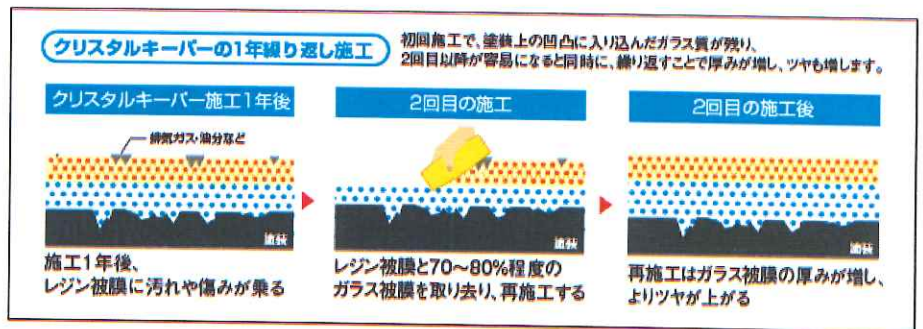 クリスタルキーパーの1年繰り返し施工
初回施工で、塗装上の凹凸に入り込んだガラス質が残り、
2回目以降が容易になると同時に、繰り返すことで厚みが増し、ツヤも増します。
クリスタルキーパー施工1年後
排気ガス・油分など
塗装
施工1年後、
レジン被膜に汚れや傷みが乗る
2回目の施工
塗装
レジン被膜と70～80%程度の
ガラス被膜を取り去り、再施工する
2回目の施工後
塗装
再施工はガラス被膜の厚みが増し、
よりツヤが上がる